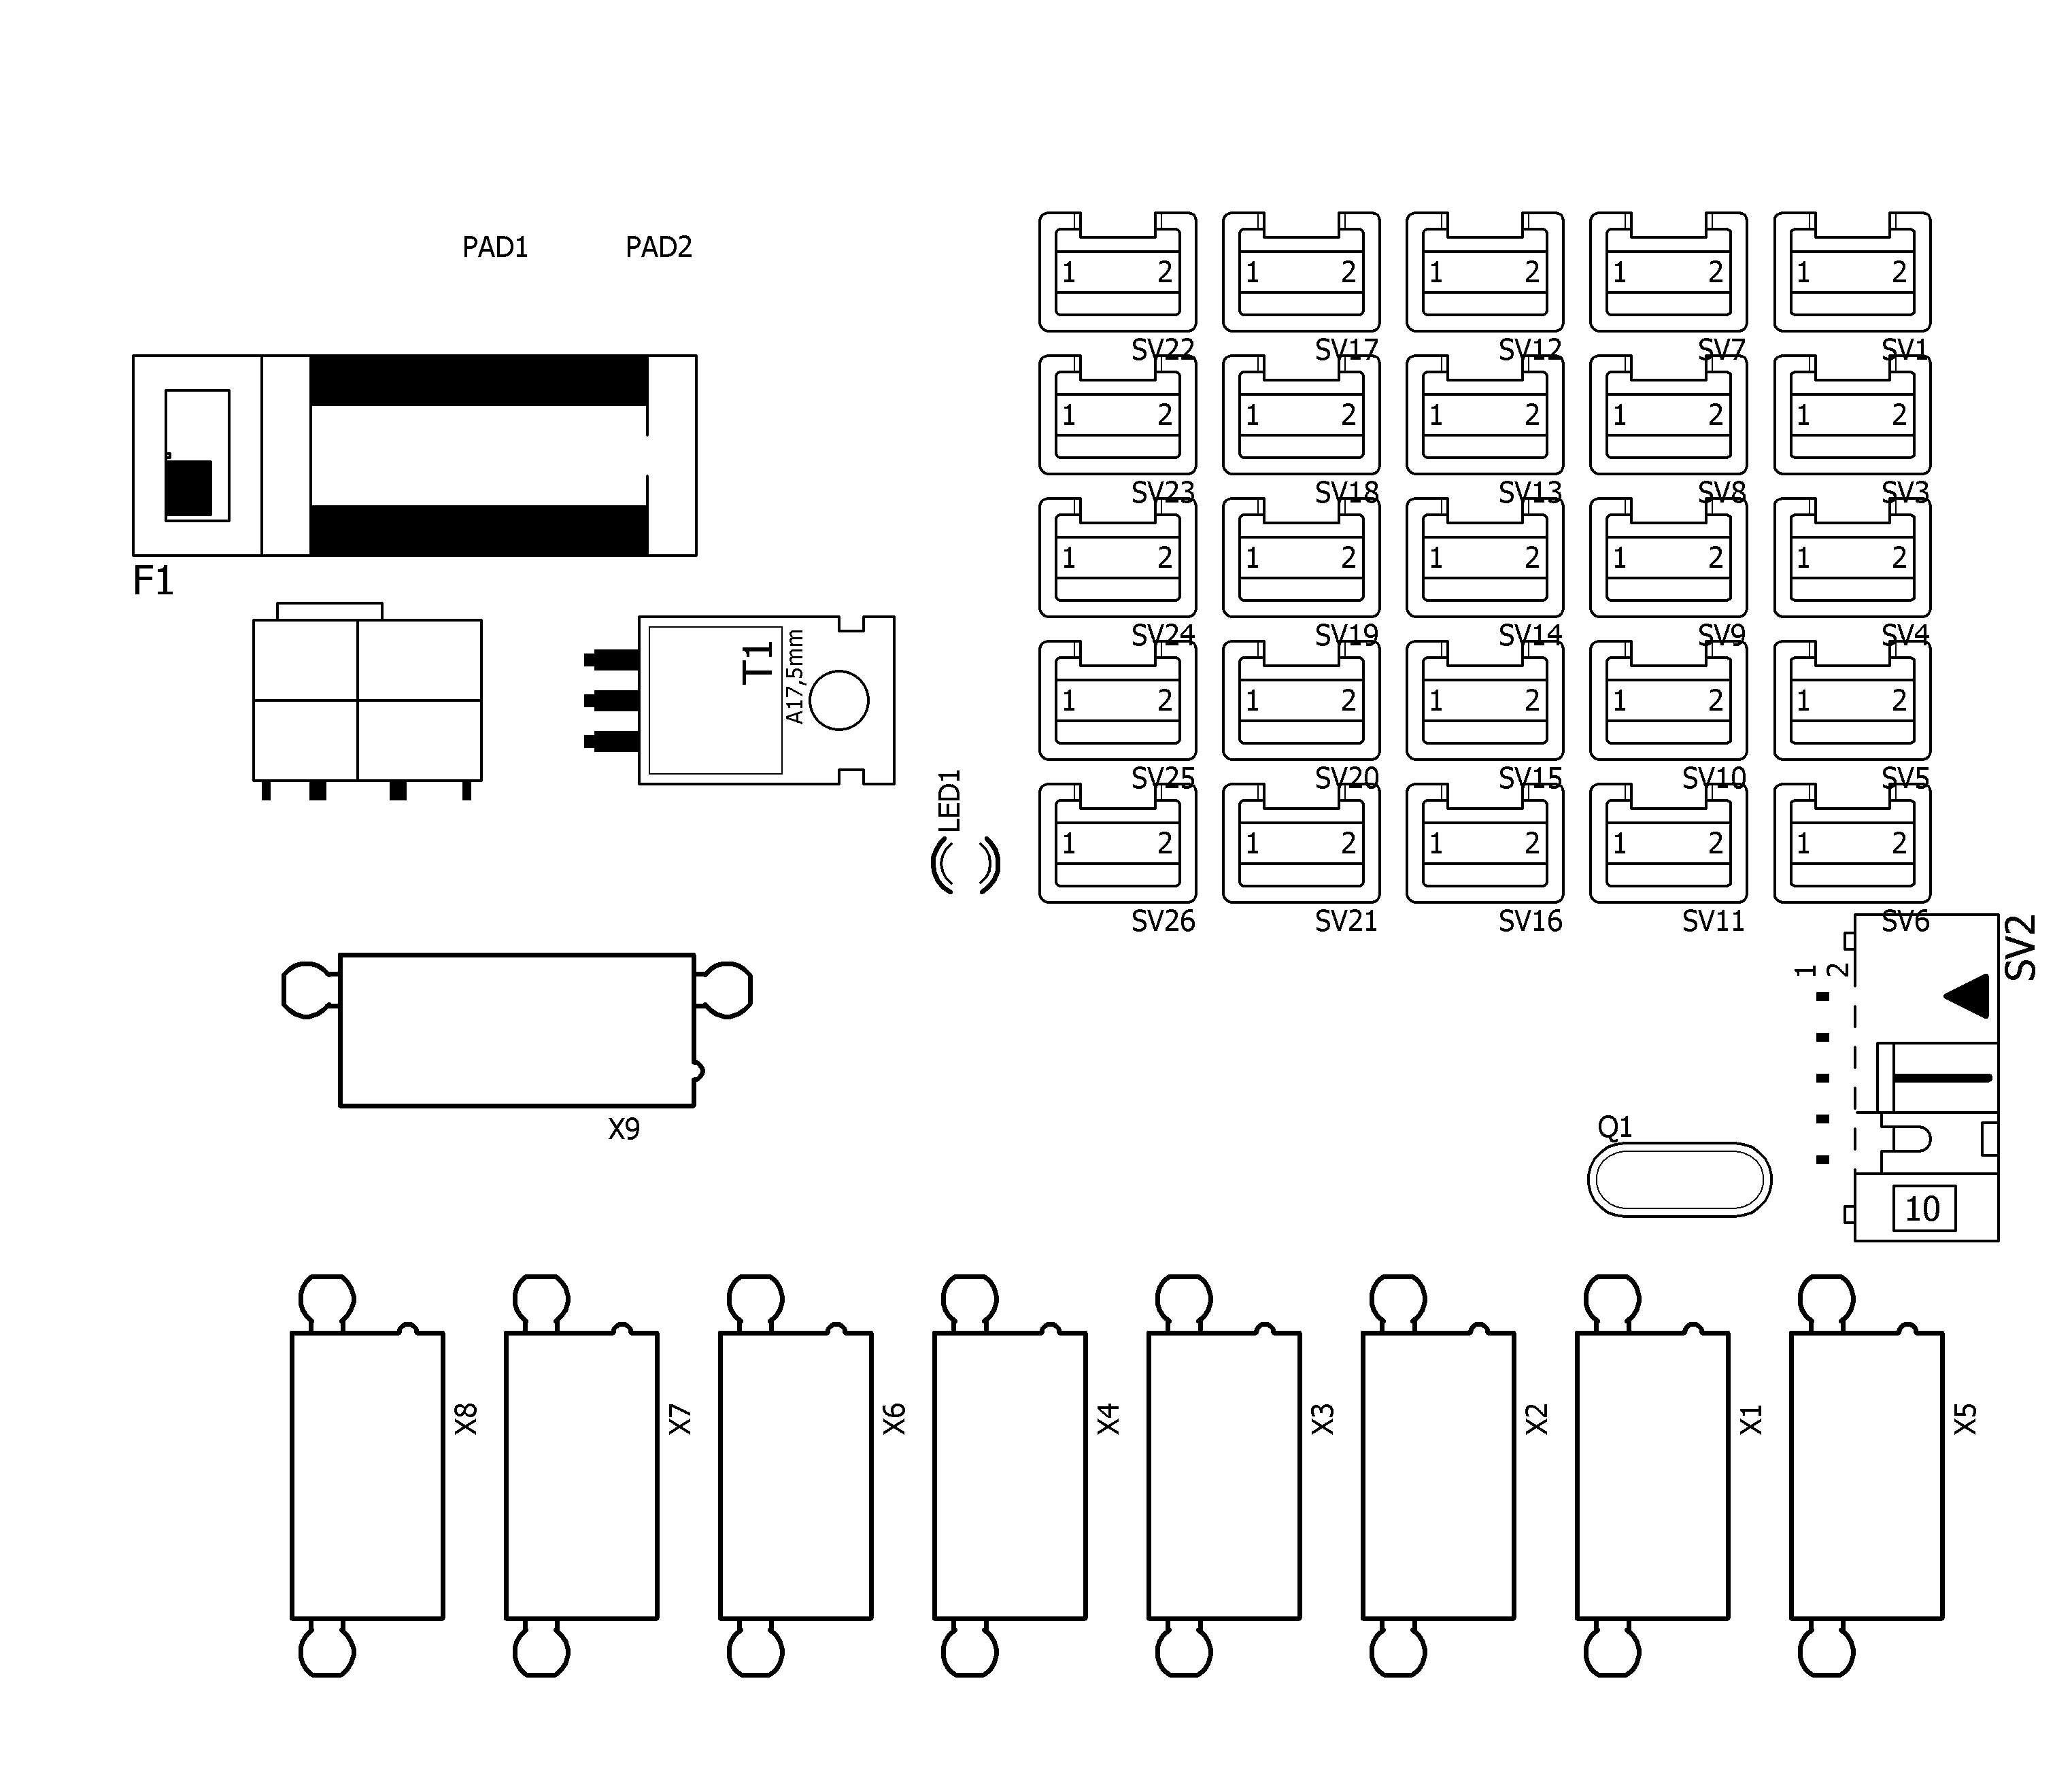 PAD1 PAD2
1 2 1 2 1 2 1 2 1 2
SV22 SV17 SV12 SV7 SV1
1 2 1 2 1 2 1 2 1 2
SV23 SV18 SV13 SV8 SV3
1 2 1 2 1 2 1 2 1 2
F1
SV24 SV19 SV14 SV9 SV4
T1
A17,5mm
1 2 1 2 1 2 1 2 1 2
SV25 SV20 SV15 SV10 SV5
LED1
1 2 1 2 1 2 1 2 1 2
SV26 SV21 SV16 SV11 SV6
SV2
1 2
X9
Q1
10
X8 X7 X6 X4 X3 X2 X1 X5